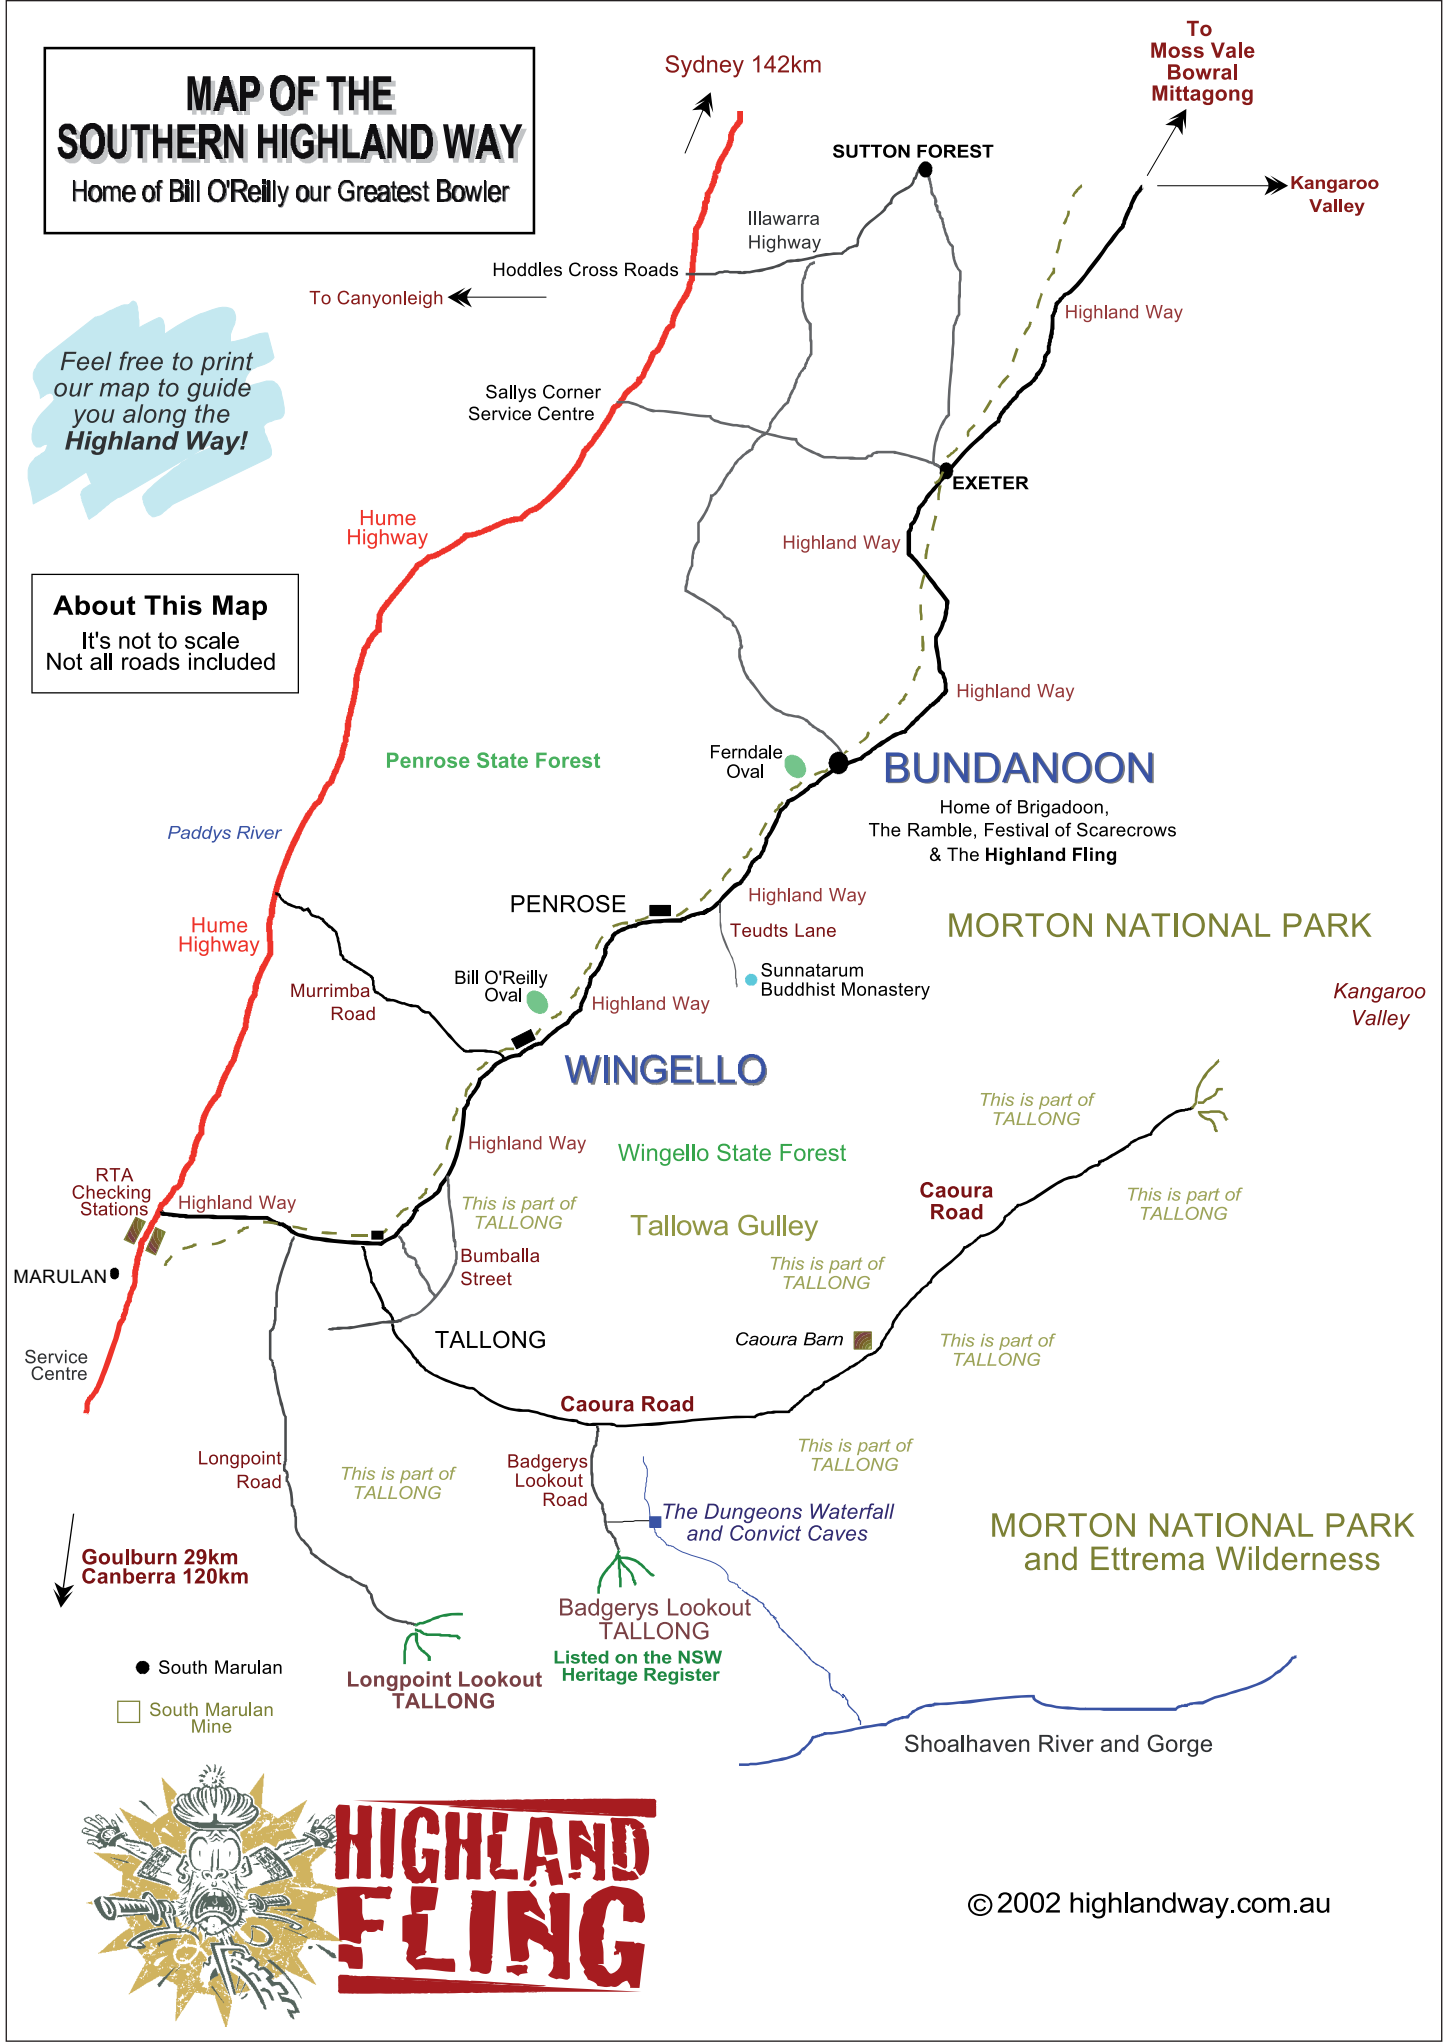 MAP OF THE
SOUTHERN HIGHLAND WAY
Home of Bill O'Reilly our Greatest Bowler
Sydney 142km
To
Moss Vale
Bowral
Mittagong
SUTTON FOREST
Kangaroo
Valley
Illawarra
Highway
Hoddles Cross Roads
To Canyonleigh
Highland Way
Feel free to print
our map to guide
you along the
Highland Way!
Sallys Corner
Service Centre
EXETER
Hume
Highway
Highland Way
About This Map
It's not to scale
Not all roads included
Highland Way
Penrose State Forest
Ferndale
Oval
BUNDANOON
Home of Brigadoon,
The Ramble, Festival of Scarecrows
& The Highland Fling
Paddys River
PENROSE
Highland Way
Teudts Lane
MORTON NATIONAL PARK
Hume
Highway
Bill O'Reilly
Oval
Sunnatarum
Buddhist Monastery
Murrimba
Road
Highland Way
Kangaroo
Valley
WINGELLO
This is part of
TALLONG
Highland Way
Wingello State Forest
RTA
Checking
Stations
Highland Way
This is part of
TALLONG
Tallowa Gulley
Caoura
Road
This is part of
TALLONG
MARULAN
Bumballa
Street
This is part of
TALLONG
TALLONG
Caoura Barn
This is part of
TALLONG
Service
Centre
Caoura Road
Longpoint
Road
This is part of
TALLONG
Badgerys
Lookout
Road
This is part of
TALLONG
The Dungeons Waterfall
and Convict Caves
MORTON NATIONAL PARK
and Ettrema Wilderness
Goulburn 29km
Canberra 120km
Badgerys Lookout
TALLONG
Listed on the NSW
Heritage Register
South Marulan
Longpoint Lookout
TALLONG
South Marulan
Mine
Shoalhaven River and Gorge
HIGHLAND
FLING
© 2002 highlandway.com.au